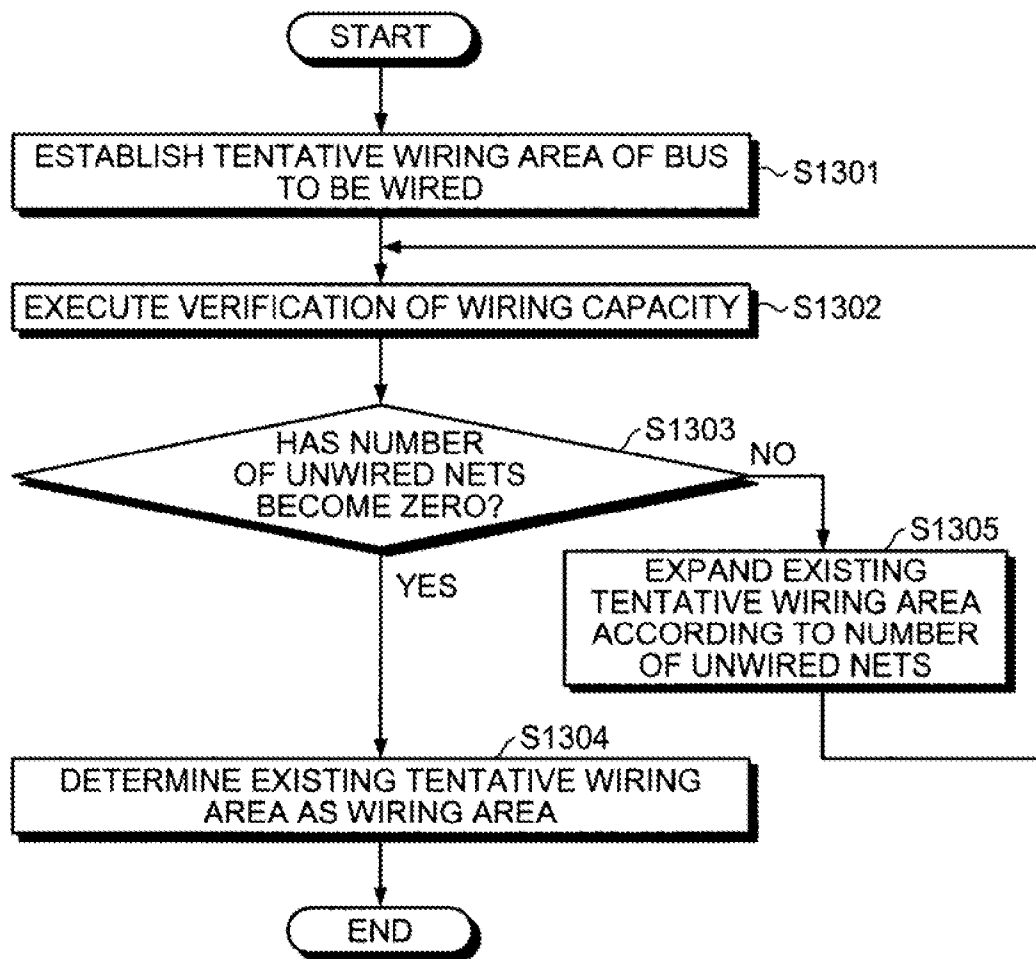 START
ESTABLISH TENTATIVE WIRING AREA OF BUS
TO BE WIRED
S1301
EXECUTE VERIFICATION OF WIRING CAPACITY
S1302
HAS NUMBER
OF UNWIRED NETS
BECOME ZERO?
S1303
NO
YES
S1305
EXPAND EXISTING
TENTATIVE WIRING AREA
ACCORDING TO NUMBER
OF UNWIRED NETS
S1304
DETERMINE EXISTING TENTATIVE WIRING
AREA AS WIRING AREA
END